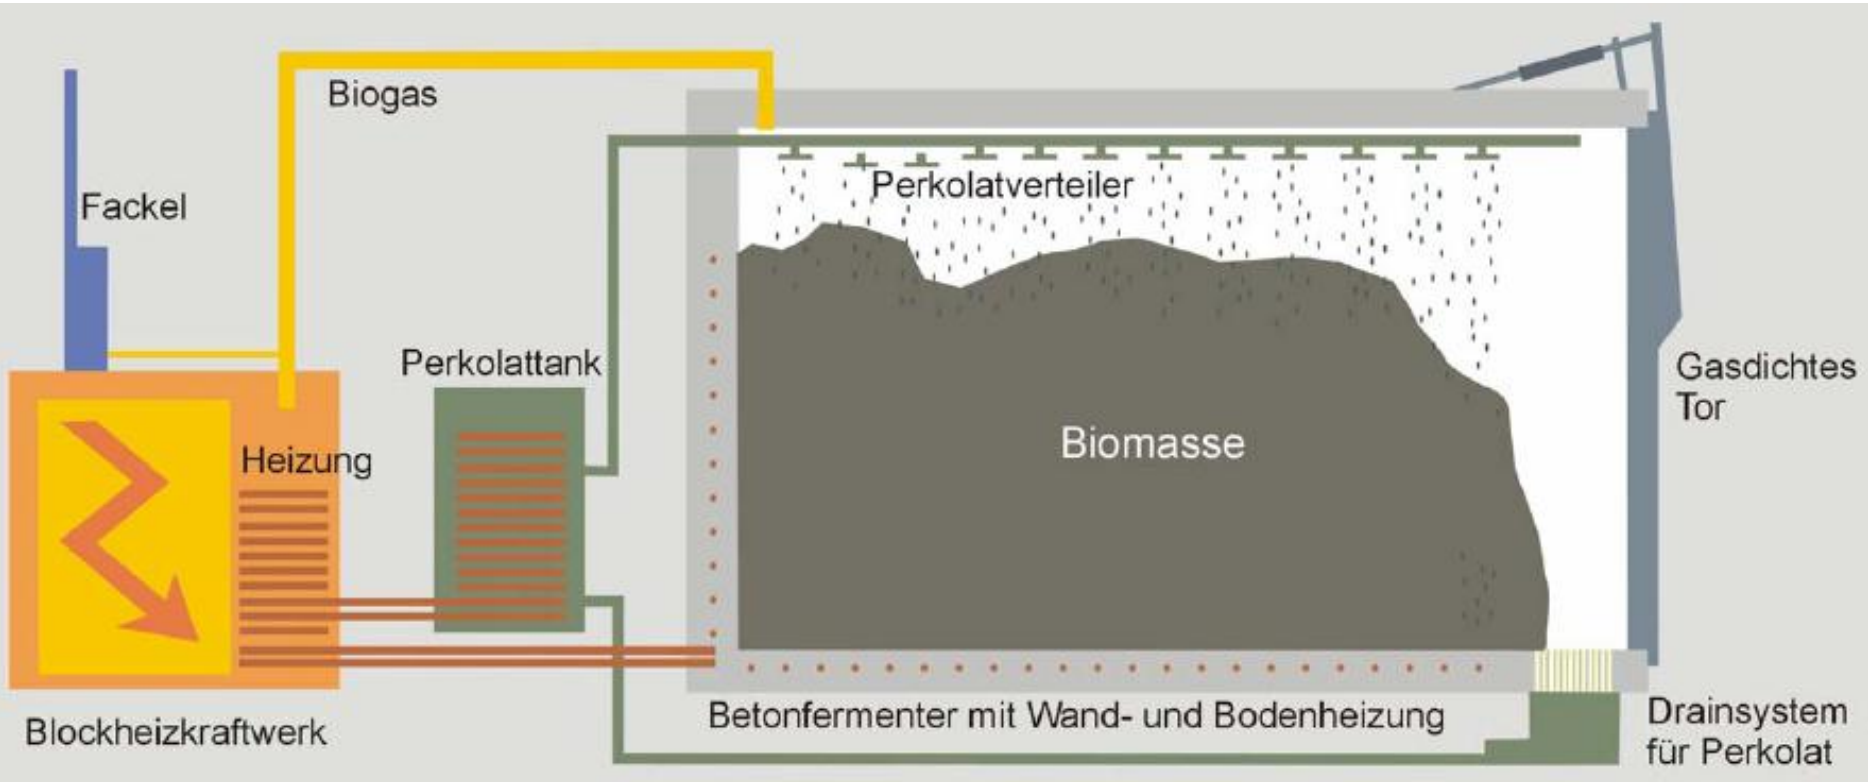 Biogas
Fackel
Perkolatverteiler
Perkolattank
Gasdichtes
Tor
Biomasse
Heizung
Betonfermenter mit Wand- und Bodenheizung
Blockheizkraftwerk
Drainsystem
für Perkolat